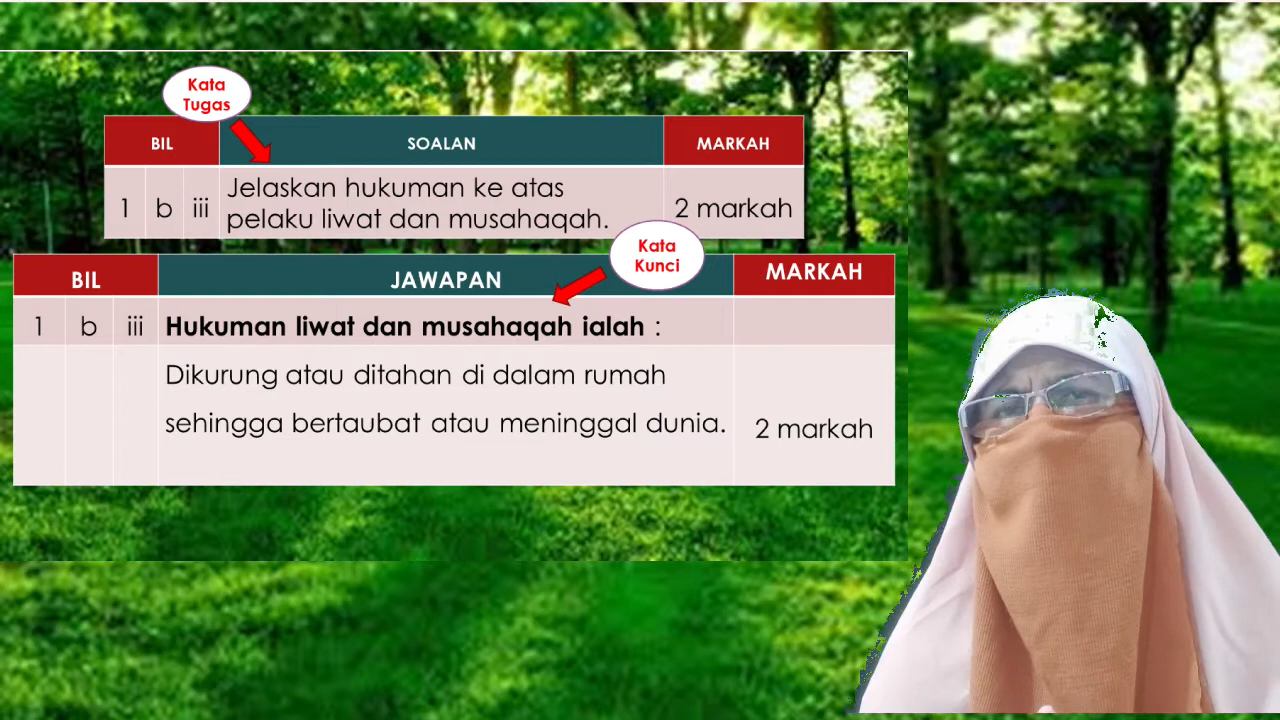 Kata
Tugas
BIL SOALAN MARKAH
1 b iii Jelaskan hukuman ke atas
pelaku liwat dan musahaqah. 2 markah
Kata
Kunci
BIL JAWAPAN MARKAH
1 b iii Hukuman liwat dan musahaqah ialah :
Dikurung atau ditahan di dalam rumah
sehingga bertaubat atau meninggal dunia. 2 markah